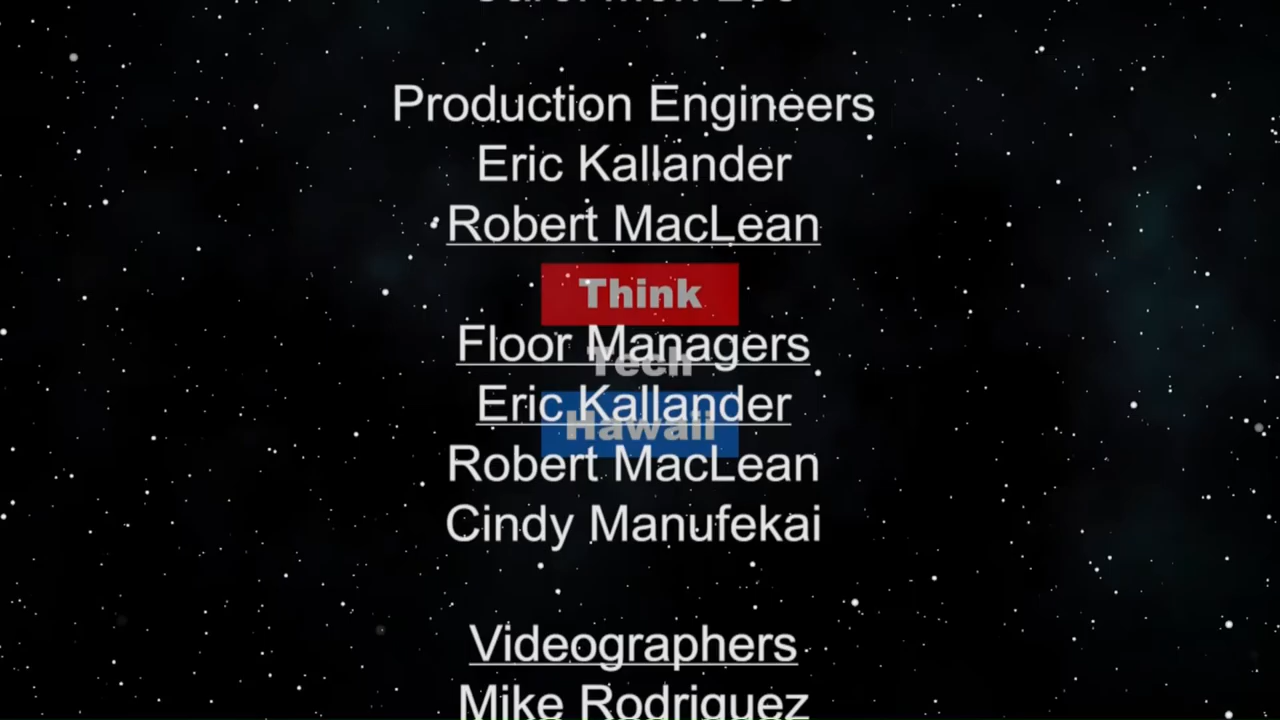 Production Engineers
Eric Kallander
Robert MacLean
Think
Floor Managers
Tech
Eric Kallander
Hawaii
Robert MacLean
Cindy Manufekai
Videographers
Mike Rodriguez